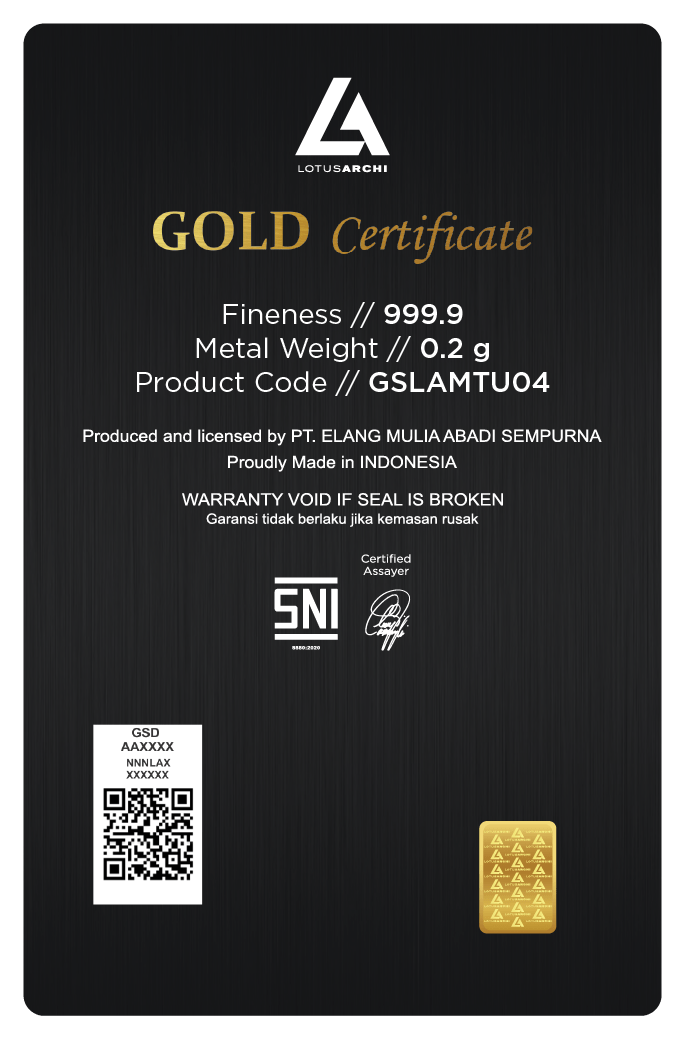 LOTUSARCHI
GOLD Certificate
Fineness // 999.9
Metal Weight // 0.2 g
Product Code // GSLAMTU04
Produced and licensed by PT. ELANG MULIA ABADI SEMPURNA
Proudly Made in INDONESIA
WARRANTY VOID IF SEAL IS BROKEN
Garansi tidak berlaku jika kemasan rusak
Certified
Assayer
SNI
8880:2020
GSD
AAXXXX
NNNLAX
XXXXXX